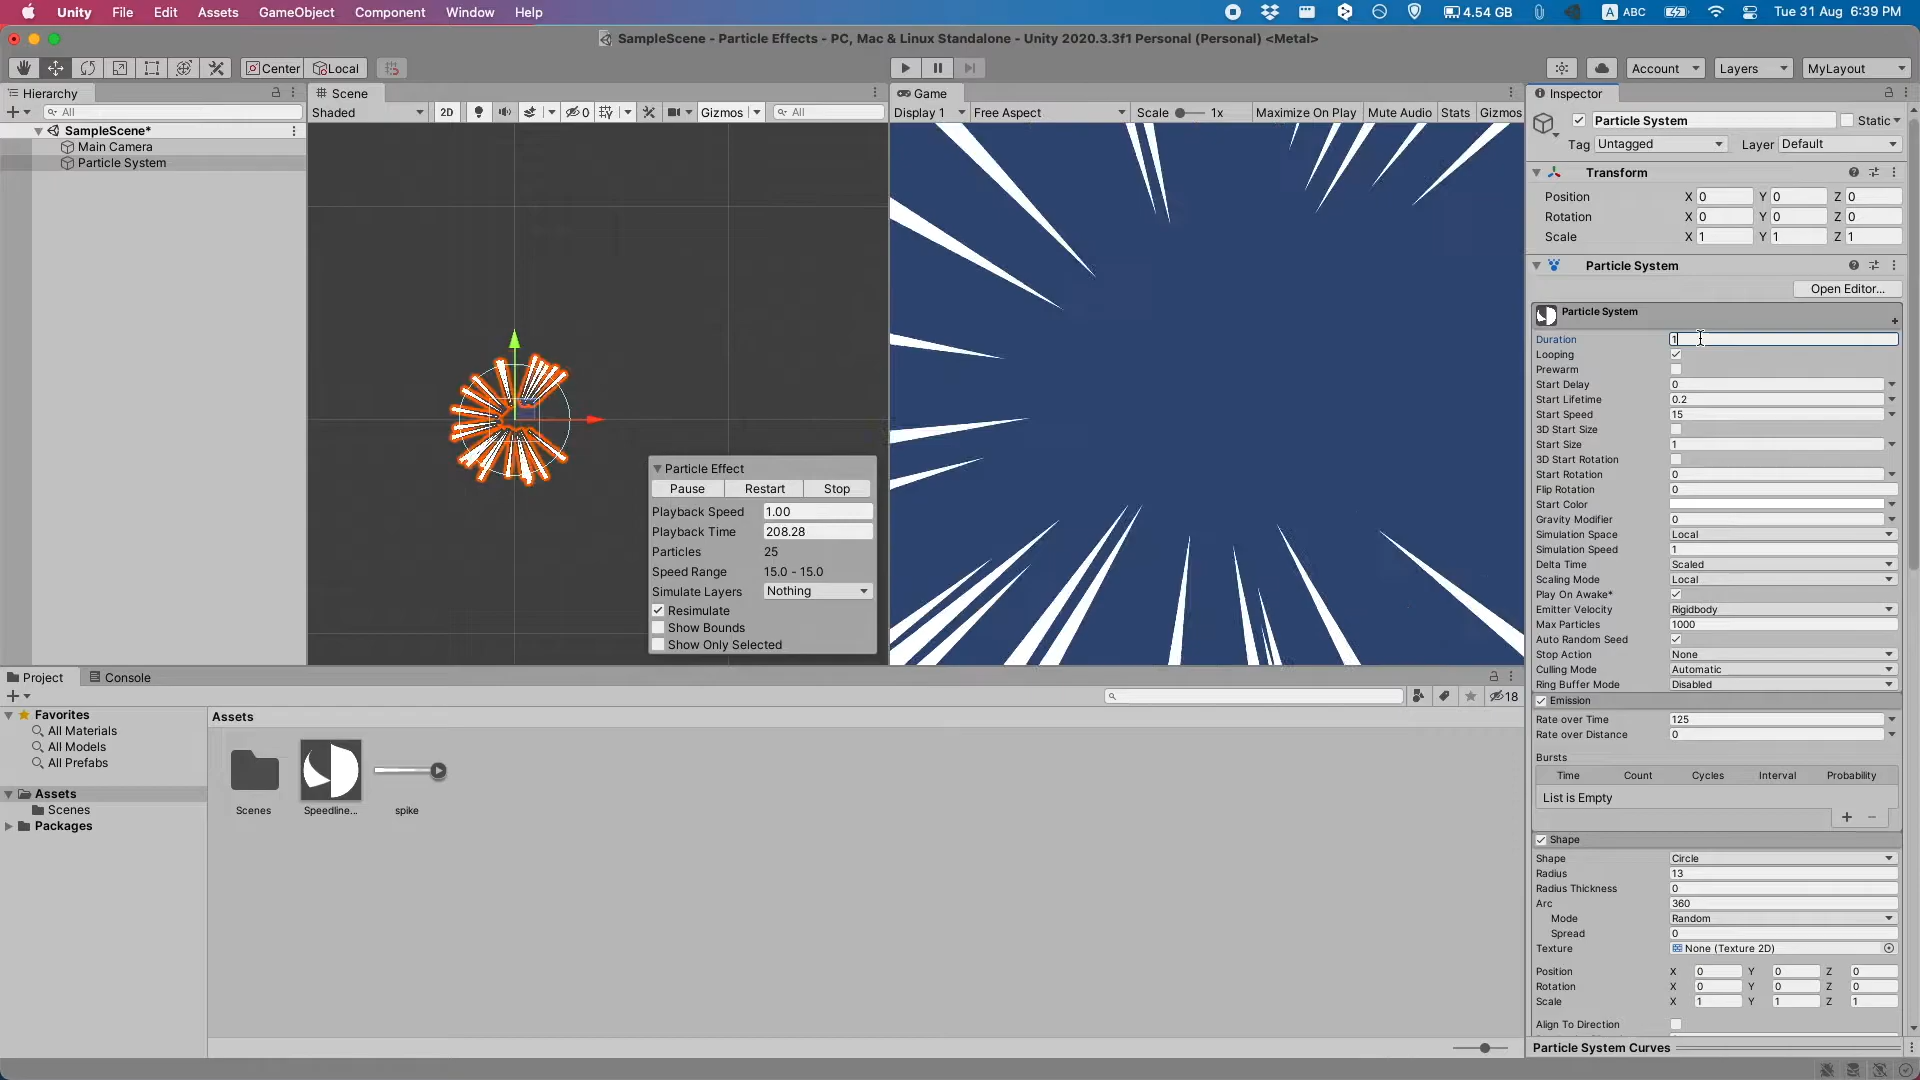 Unity File Edit Assets GameObject Component Window Help
4.54 GB A ABC Tue 31 Aug 6:39 PM
SampleScene - Particle Effects - PC, Mac & Linux Standalone - Unity 2020.3.3f1 Personal (Personal) <Metal>
Center Local Account Layers MyLayout
Hierarchy
All
SampleScene*
Main Camera
Particle System
Scene
Shaded 2D 0 Gizmos All
Particle Effect
Pause Restart Stop
Playback Speed 1.00
Playback Time 208.28
Particles 25
Speed Range 15.0 - 15.0
Simulate Layers Nothing
Resimulate
Show Bounds
Show Only Selected
Game
Display 1 Free Aspect Scale 1x Maximize On Play Mute Audio Stats Gizmos
Inspector
Particle System Static
Tag Untagged Layer Default
Transform
Position X 0 Y 0 Z 0
Rotation X 0 Y 0 Z 0
Scale X 1 Y 1 Z 1
Particle System
Open Editor...
Particle System
Duration 1
Looping
Prewarm
Start Delay 0
Start Lifetime 0.2
Start Speed 15
3D Start Size
Start Size 1
3D Start Rotation
Start Rotation 0
Flip Rotation 0
Start Color
Gravity Modifier 0
Simulation Space Local
Simulation Speed 1
Delta Time Scaled
Scaling Mode Local
Play On Awake*
Emitter Velocity Rigidbody
Max Particles 1000
Auto Random Seed
Stop Action None
Culling Mode Automatic
Ring Buffer Mode Disabled
Emission
Rate over Time 125
Rate over Distance 0
Bursts
Time Count Cycles Interval Probability
List is Empty
Shape
Shape Circle
Radius 13
Radius Thickness 0
Arc 360
Mode Random
Spread 0
Texture None (Texture 2D)
Position X 0 Y 0 Z 0
Rotation X 0 Y 0 Z 0
Scale X 1 Y 1 Z 1
Align To Direction
Particle System Curves
Project Console
18
Favorites
All Materials
All Models
All Prefabs
Assets
Scenes
Packages
Assets
Scenes Speedline... spike